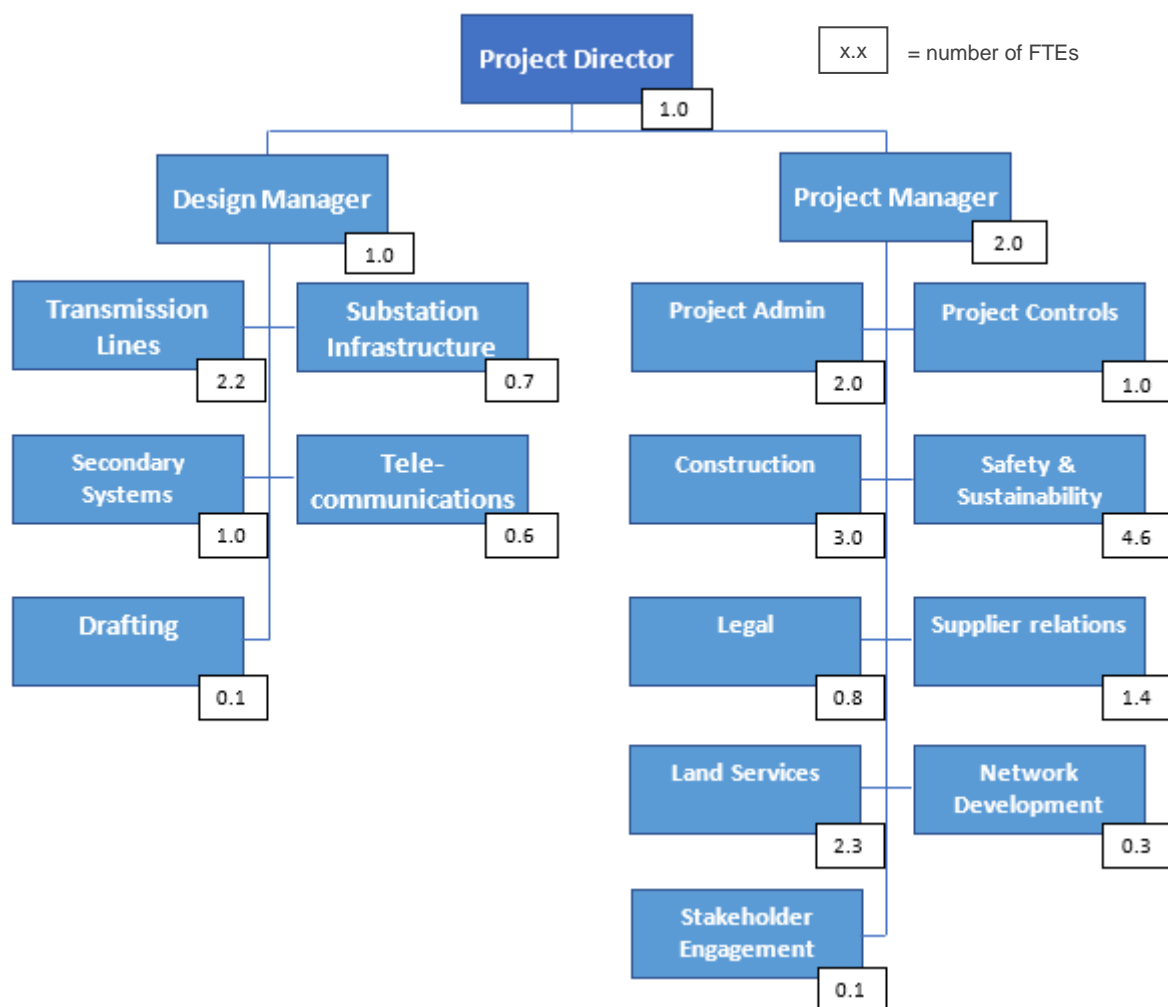 Project Director
1.0
x.x
= number of FTEs
Design Manager
1.0
Project Manager
2.0
Transmission
Lines
2.2
Substation
Infrastructure
0.7
Project Admin
2.0
Project Controls
1.0
Secondary
Systems
1.0
Tele-
communications
0.6
Construction
3.0
Safety &
Sustainability
4.6
Drafting
0.1
Legal
0.8
Supplier relations
1.4
Land Services
2.3
Network
Development
0.3
Stakeholder
Engagement
0.1